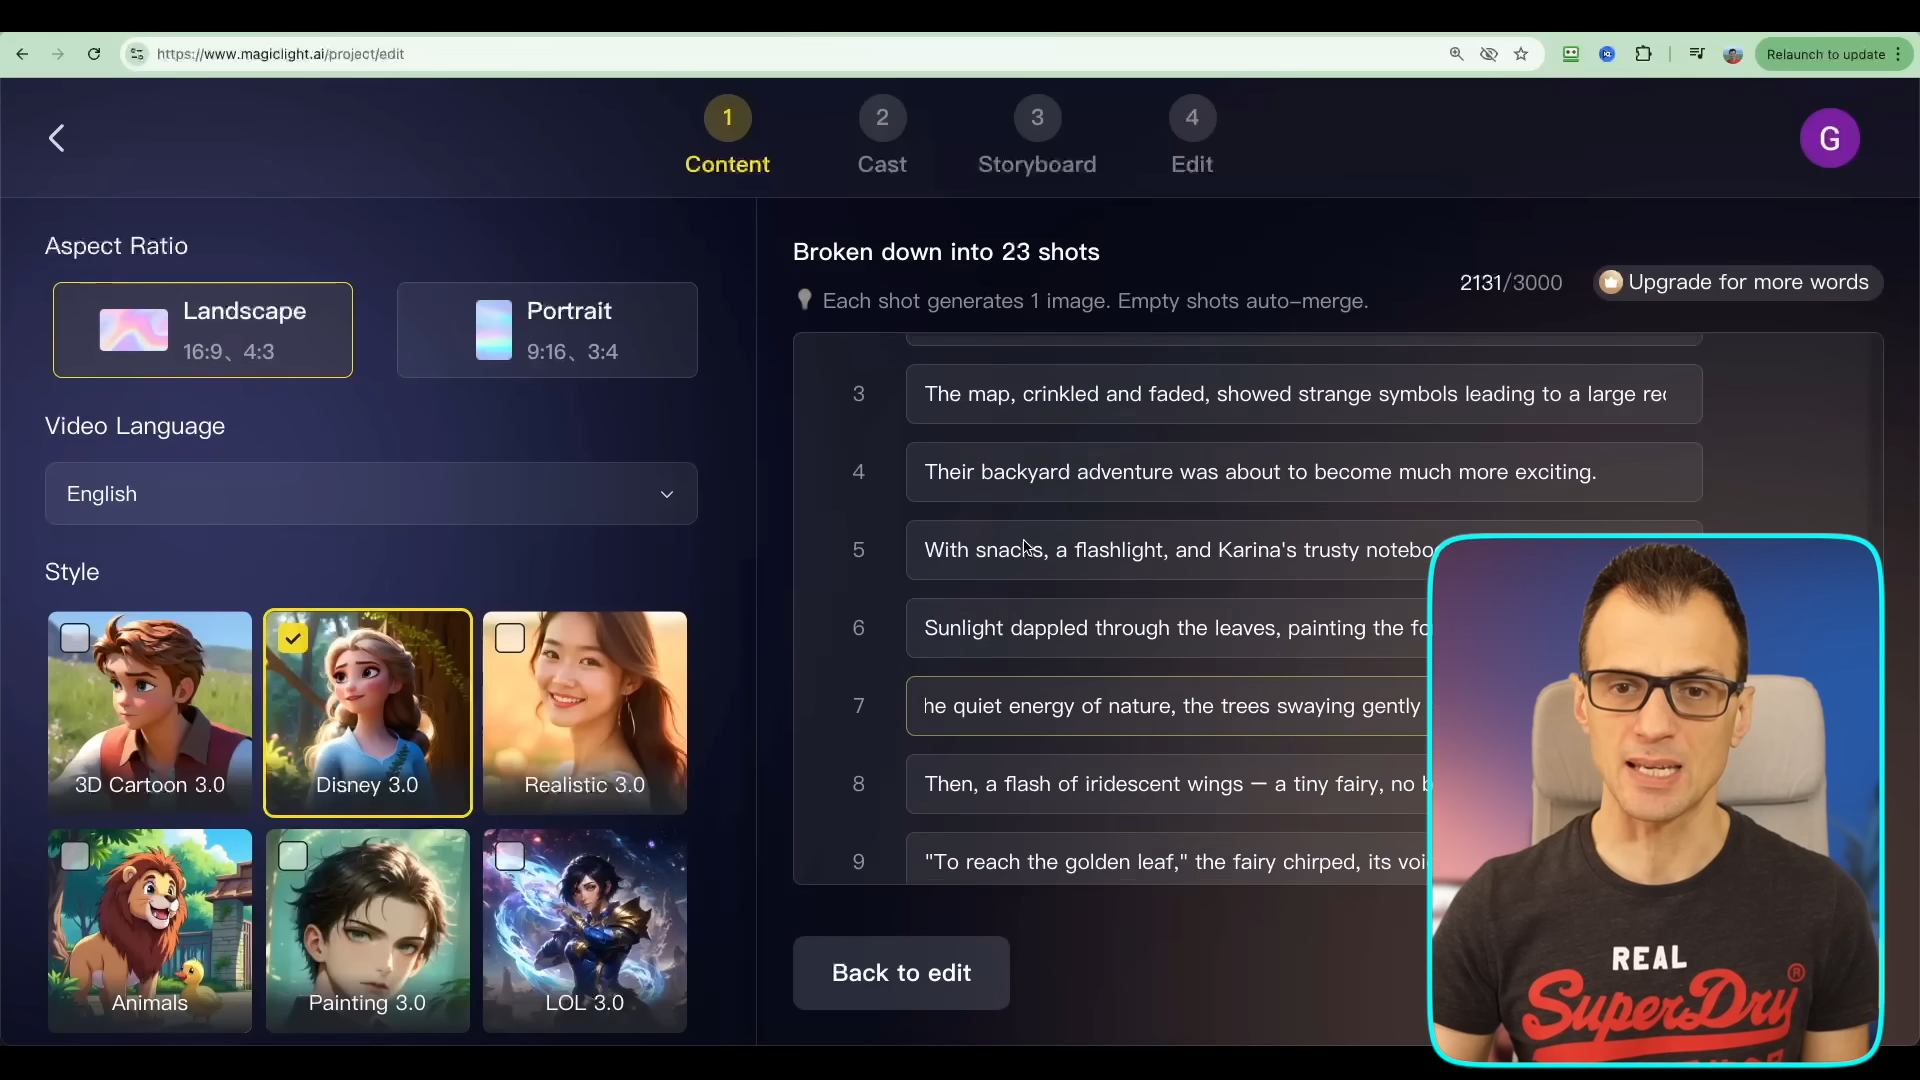 https://www.magiclight.ai/project/edit
Relaunch to update
1
2
3
4
Content
Cast
Storyboard
Edit
G
Aspect Ratio
Landscape
16:9、4:3
Portrait
9:16、3:4
Video Language
English
Style
3D Cartoon 3.0
Disney 3.0
Realistic 3.0
Animals
Painting 3.0
LOL 3.0
Broken down into 23 shots
Each shot generates 1 image. Empty shots auto-merge.
2131/3000
Upgrade for more words
3 The map, crinkled and faded, showed strange symbols leading to a large
4 Their backyard adventure was about to become much more exciting.
5 With snacks, a flashlight, and Karina's trusty
6 Sunlight dappled through the leaves, painting the
7 he quiet energy of nature, the trees swaying gently
8 Then, a flash of iridescent wings — a tiny fairy, no
9 "To reach the golden leaf," the fairy chirped, its
Back to edit
REAL
SuperDry®